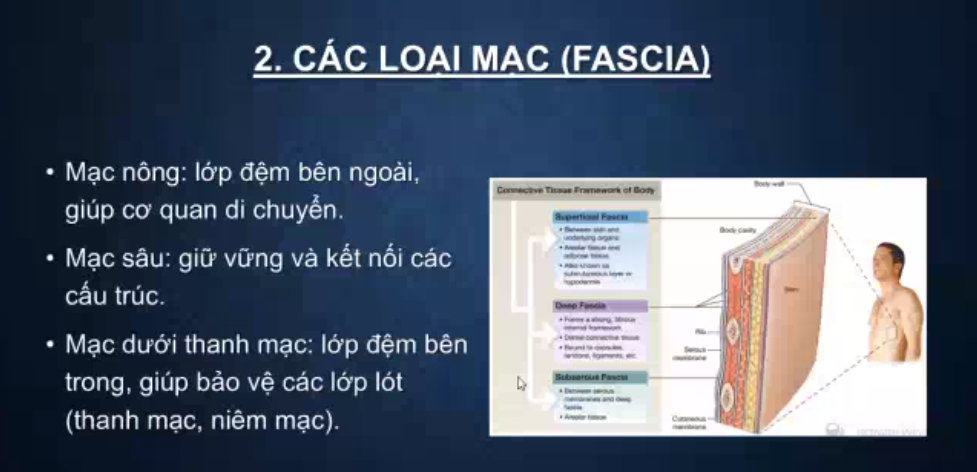 2. CÁC LOẠI MẠC (FASCIA)
• Mạc nông: lớp đệm bên ngoài,
giúp cơ quan di chuyển.
• Mạc sâu: giữ vững và kết nối các
cấu trúc.
• Mạc dưới thanh mạc: lớp đệm bên
trong, giúp bảo vệ các lớp lót
(thanh mạc, niêm mạc).
Connective Tissue Framework of Body
Superficial Fascia
• Between skin and
underlying organs
• Areolar tissue and
adipose tissue
• Also known as
subcutaneous layer or
hypodermis
Deep Fascia
• Forms a strong, fibrous
internal framework
• Dense connective tissue
• Bound to capsules,
tendons, ligaments, etc.
Subserous Fascia
• Between serous
membranes and deep
fascia
• Areolar tissue
Body wall
Body cavity
Skin
Rib
Serous
membrane
Cutaneous
membrane